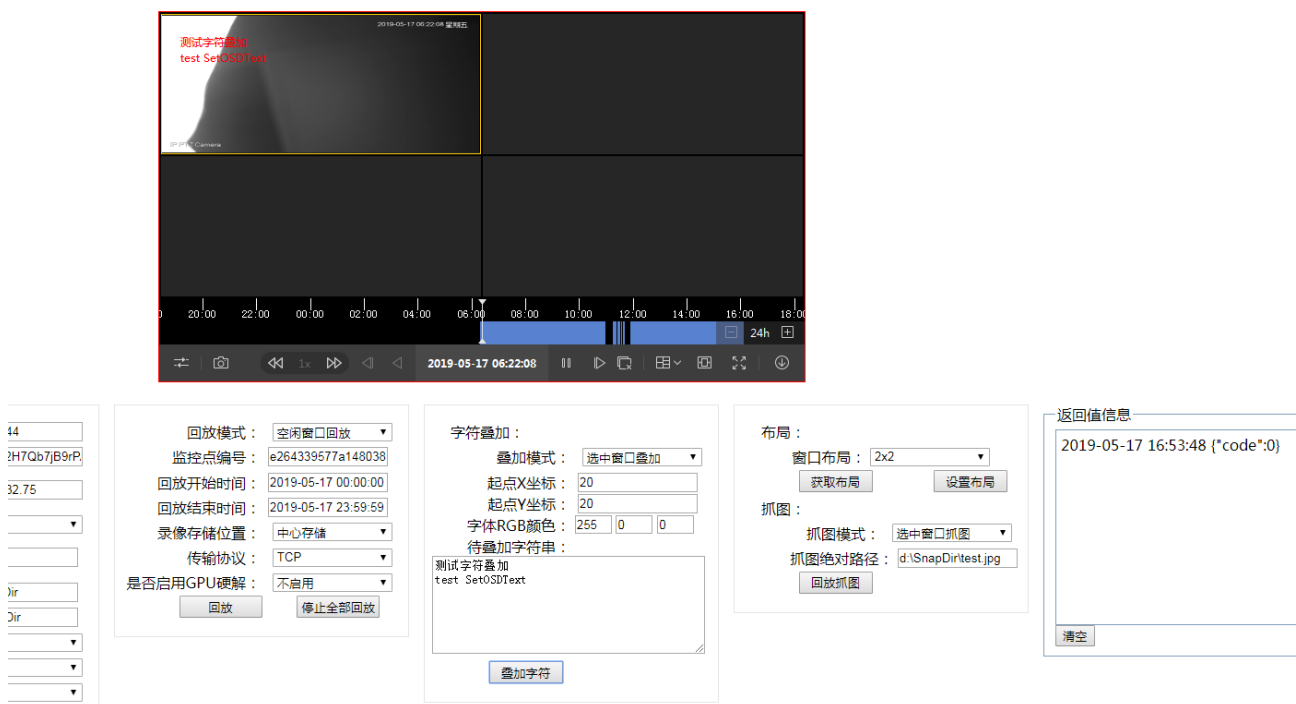 2019-05-17 06:22:08 星期五
测试字符叠加
test SetOSDText
Camera
20:00 22:00 00:00 02:00 04:00 06:00 08:00 10:00 12:00 14:00 16:00 18:00
24h
1x
2019-05-17 06:22:08
44
2H7Qb7jB9rP.
32.75
Dir
Dir
回放模式： 空闲窗口回放
监控点编号： e264339577a148038
回放开始时间： 2019-05-17 00:00:00
回放结束时间： 2019-05-17 23:59:59
录像存储位置： 中心存储
传输协议： TCP
是否启用GPU硬解： 不启用
回放 停止全部回放
字符叠加：
叠加模式： 选中窗口叠加
起点X坐标： 20
起点Y坐标： 20
字体RGB颜色： 255 0 0
待叠加字符串：
测试字符叠加
test SetOSDText
叠加字符
布局：
窗口布局： 2x2
获取布局 设置布局
抓图：
抓图模式： 选中窗口抓图
抓图绝对路径： d:\SnapDir\test.jpg
回放抓图
返回值信息
2019-05-17 16:53:48 {"code":0}
清空